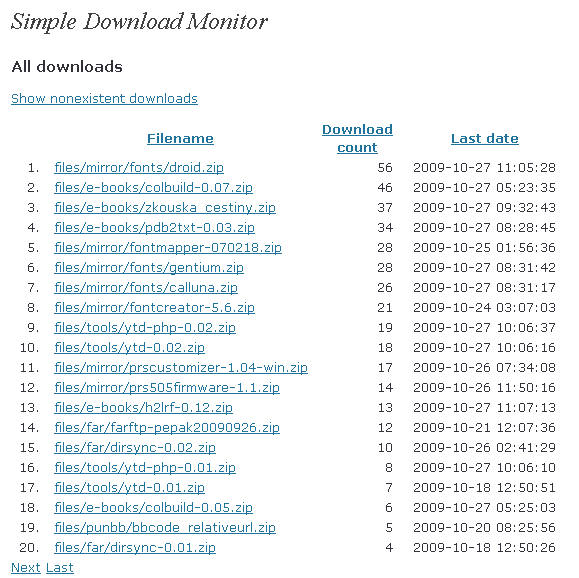 Simple Download Monitor
All downloads
Show nonexistent downloads
Filename Download count Last date
1. files/mirror/fonts/droid.zip 56 2009-10-27 11:05:28
2. files/e-books/colbuild-0.07.zip 46 2009-10-27 05:23:35
3. files/e-books/zkouska_cestiny.zip 37 2009-10-27 09:32:43
4. files/e-books/pdb2txt-0.03.zip 34 2009-10-27 08:28:45
5. files/mirror/fontmapper-070218.zip 28 2009-10-25 01:56:36
6. files/mirror/fonts/gentium.zip 28 2009-10-27 08:31:42
7. files/mirror/fonts/calluna.zip 26 2009-10-27 08:31:17
8. files/mirror/fontcreator-5.6.zip 21 2009-10-24 03:07:03
9. files/tools/ytd-php-0.02.zip 19 2009-10-27 10:06:37
10. files/tools/ytd-0.02.zip 18 2009-10-27 10:06:16
11. files/mirror/prscustomizer-1.04-win.zip 17 2009-10-26 07:34:08
12. files/mirror/prs505firmware-1.1.zip 14 2009-10-26 11:50:16
13. files/e-books/h2lrf-0.12.zip 13 2009-10-27 11:07:13
14. files/far/farftp-pepak20090926.zip 12 2009-10-21 12:07:36
15. files/far/dirsync-0.02.zip 10 2009-10-26 02:41:29
16. files/tools/ytd-php-0.01.zip 8 2009-10-27 10:06:10
17. files/tools/ytd-0.01.zip 7 2009-10-18 12:50:51
18. files/e-books/colbuild-0.05.zip 6 2009-10-27 05:25:03
19. files/punbb/bbcode_relativeurl.zip 5 2009-10-20 08:25:56
20. files/far/dirsync-0.01.zip 4 2009-10-18 12:50:26
Next Last